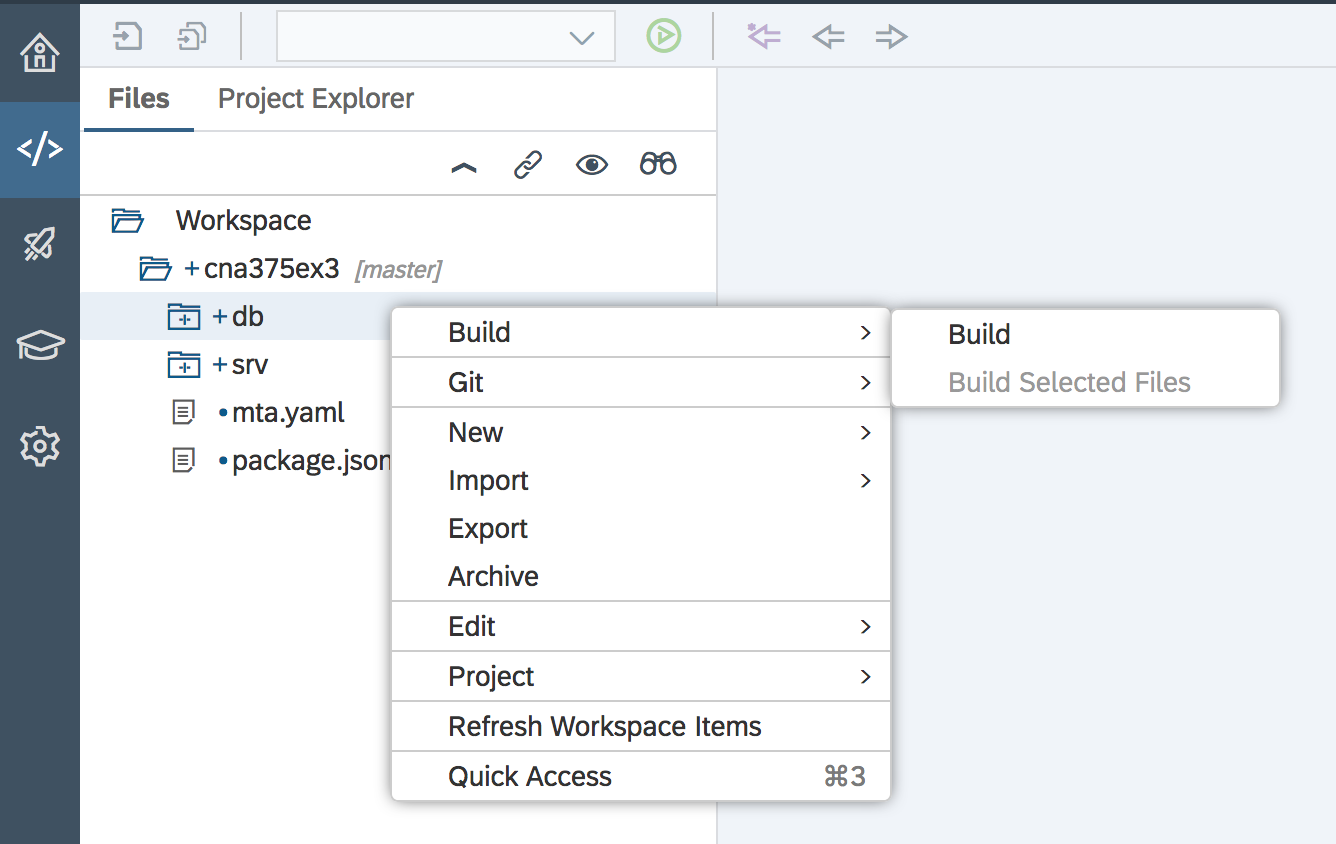 Files Project Explorer
Workspace
+cna375ex3 [master]
+db
+srv
•mta.yaml
•package.json
Build >
Git >
New >
Import >
Export
Archive
Edit >
Project >
Refresh Workspace Items
Quick Access ⌘3
Build
Build Selected Files